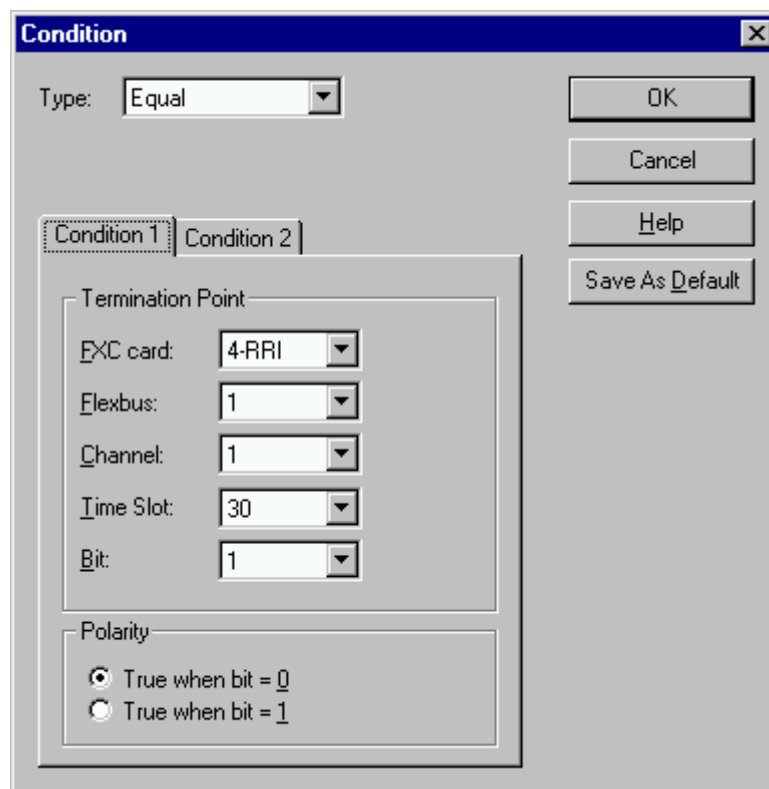 Condition
Type: Equal
OK
Cancel
Help
Save As Default
Condition 1 Condition 2
Termination Point
FXC card: 4-RRI
Flexbus: 1
Channel: 1
Time Slot: 30
Bit: 1
Polarity
True when bit = 0
True when bit = 1